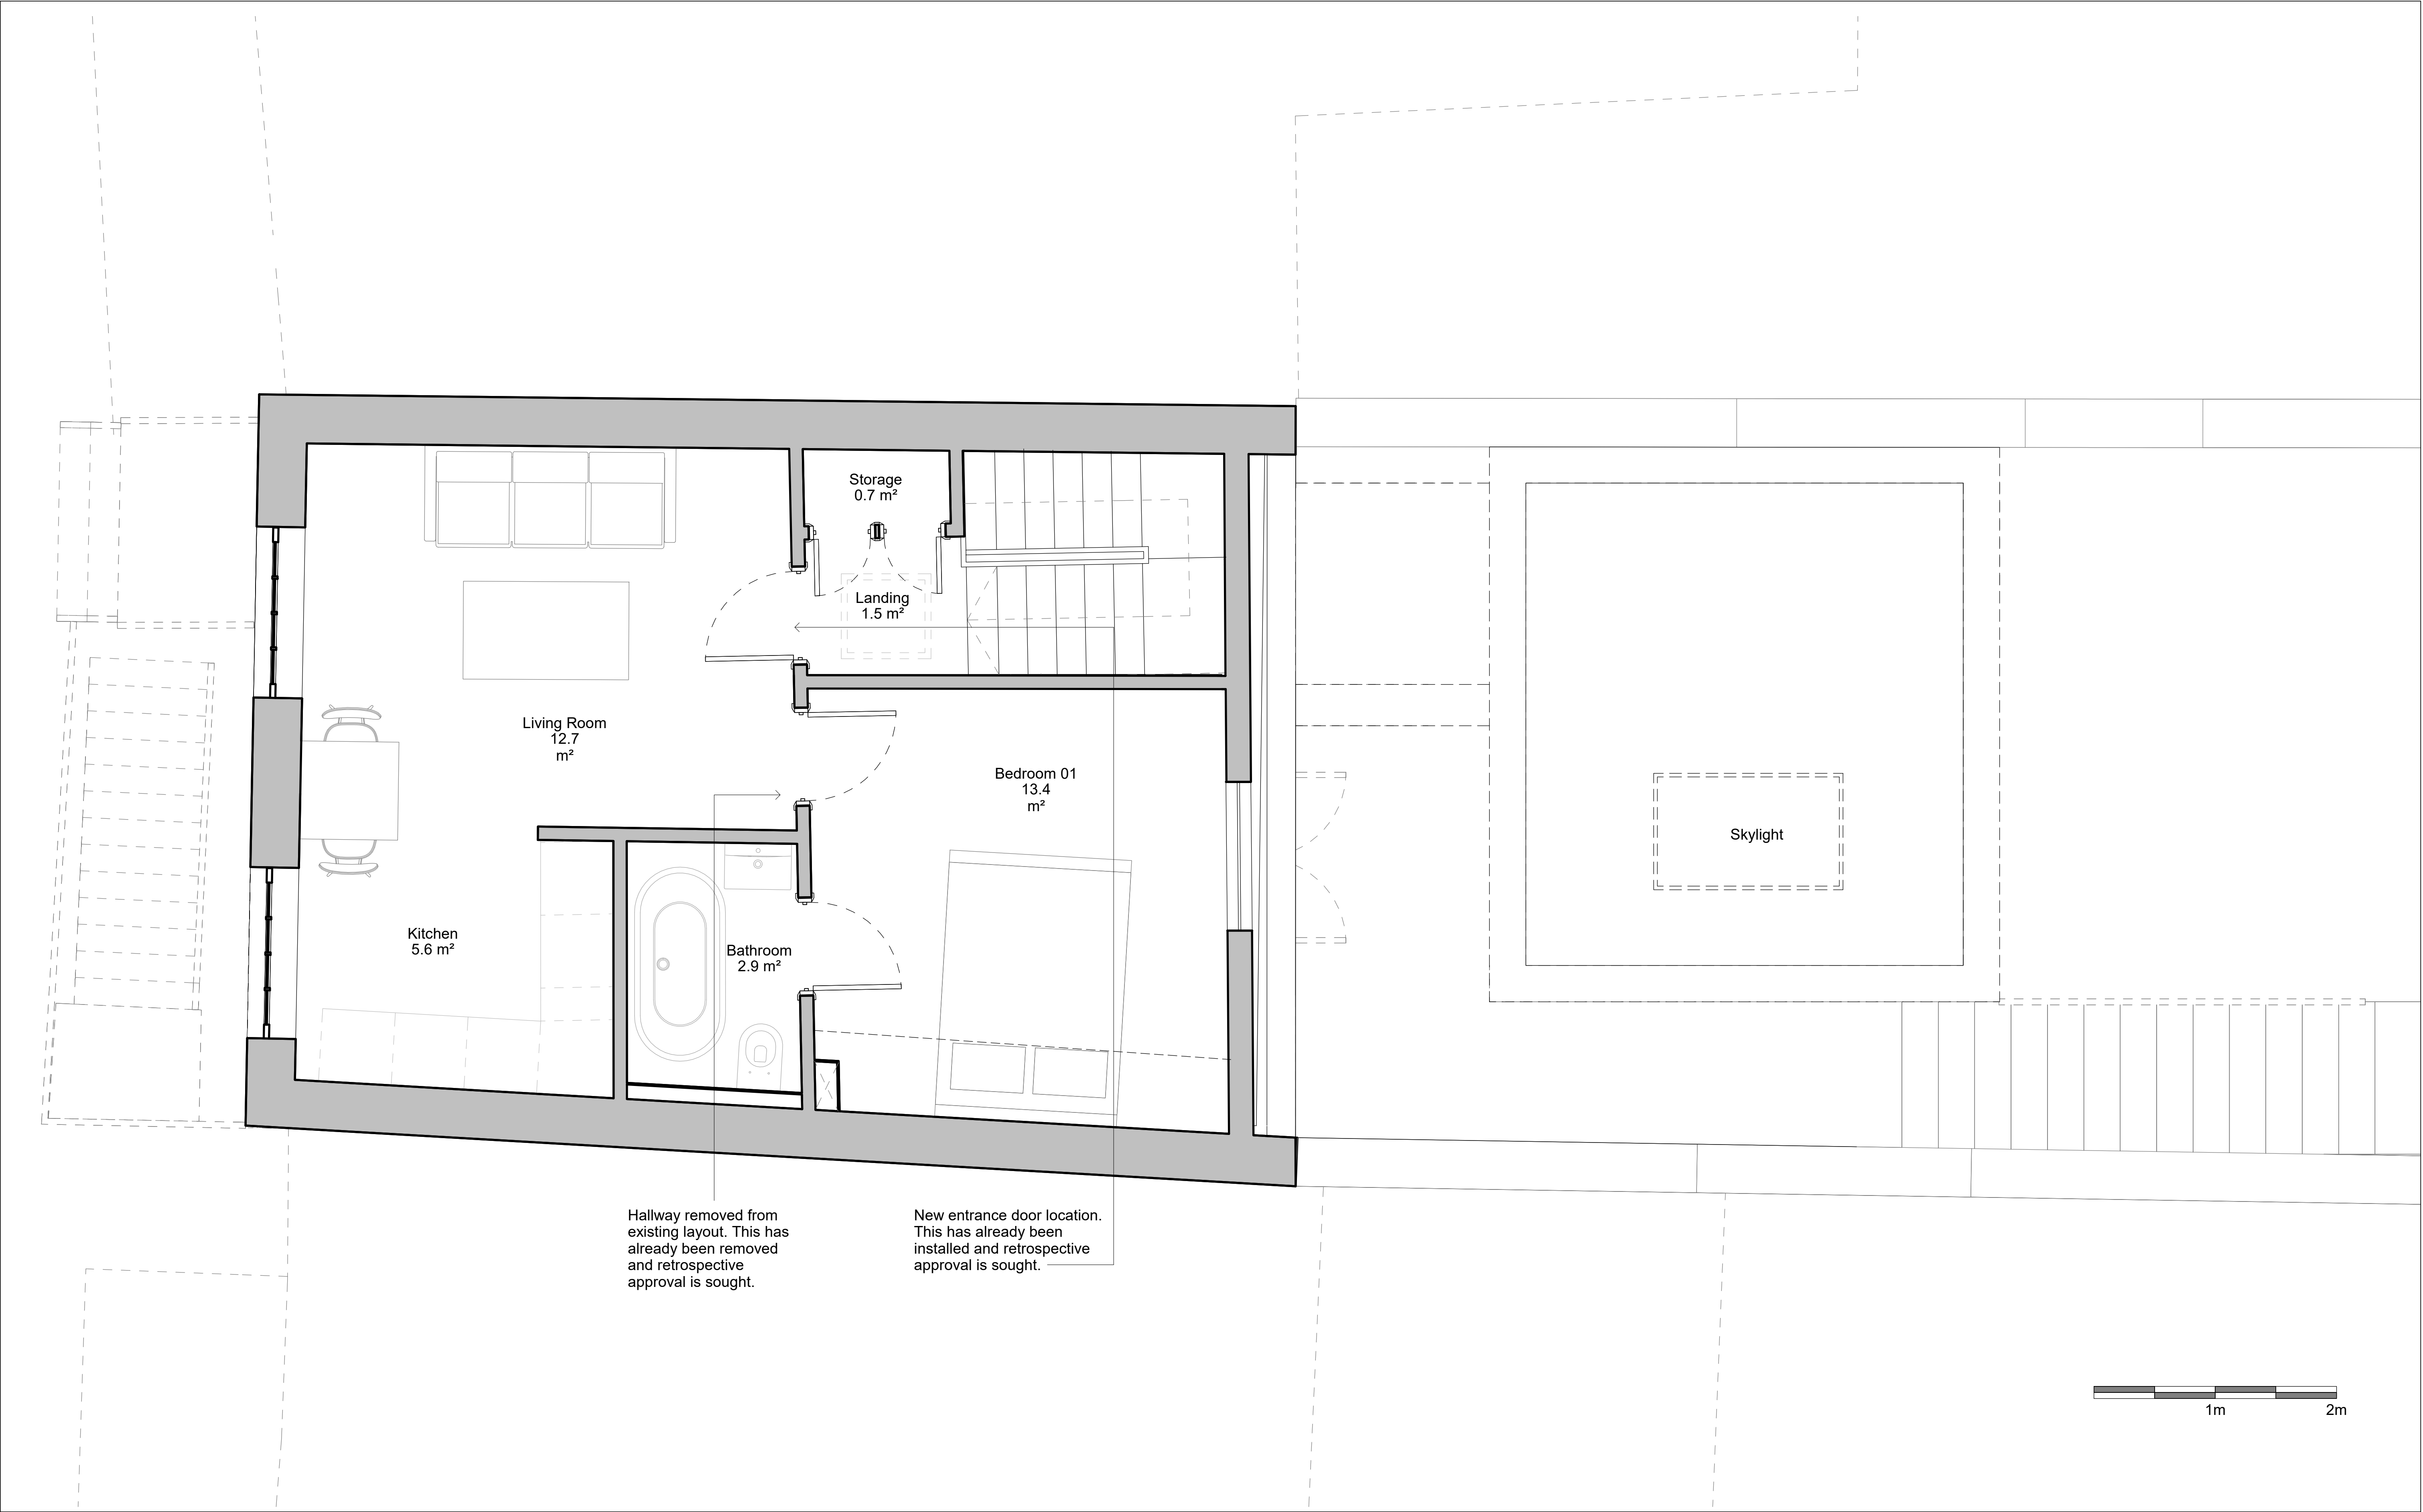 Storage
0.7 m²
Landing
1.5 m²
Living Room
12.7
m²
Bedroom 01
13.4
m²
Skylight
Kitchen
5.6 m²
Bathroom
2.9 m²
Hallway removed from
existing layout. This has
already been removed
and retrospective
approval is sought.
New entrance door location.
This has already been
installed and retrospective
approval is sought.
1m
2m